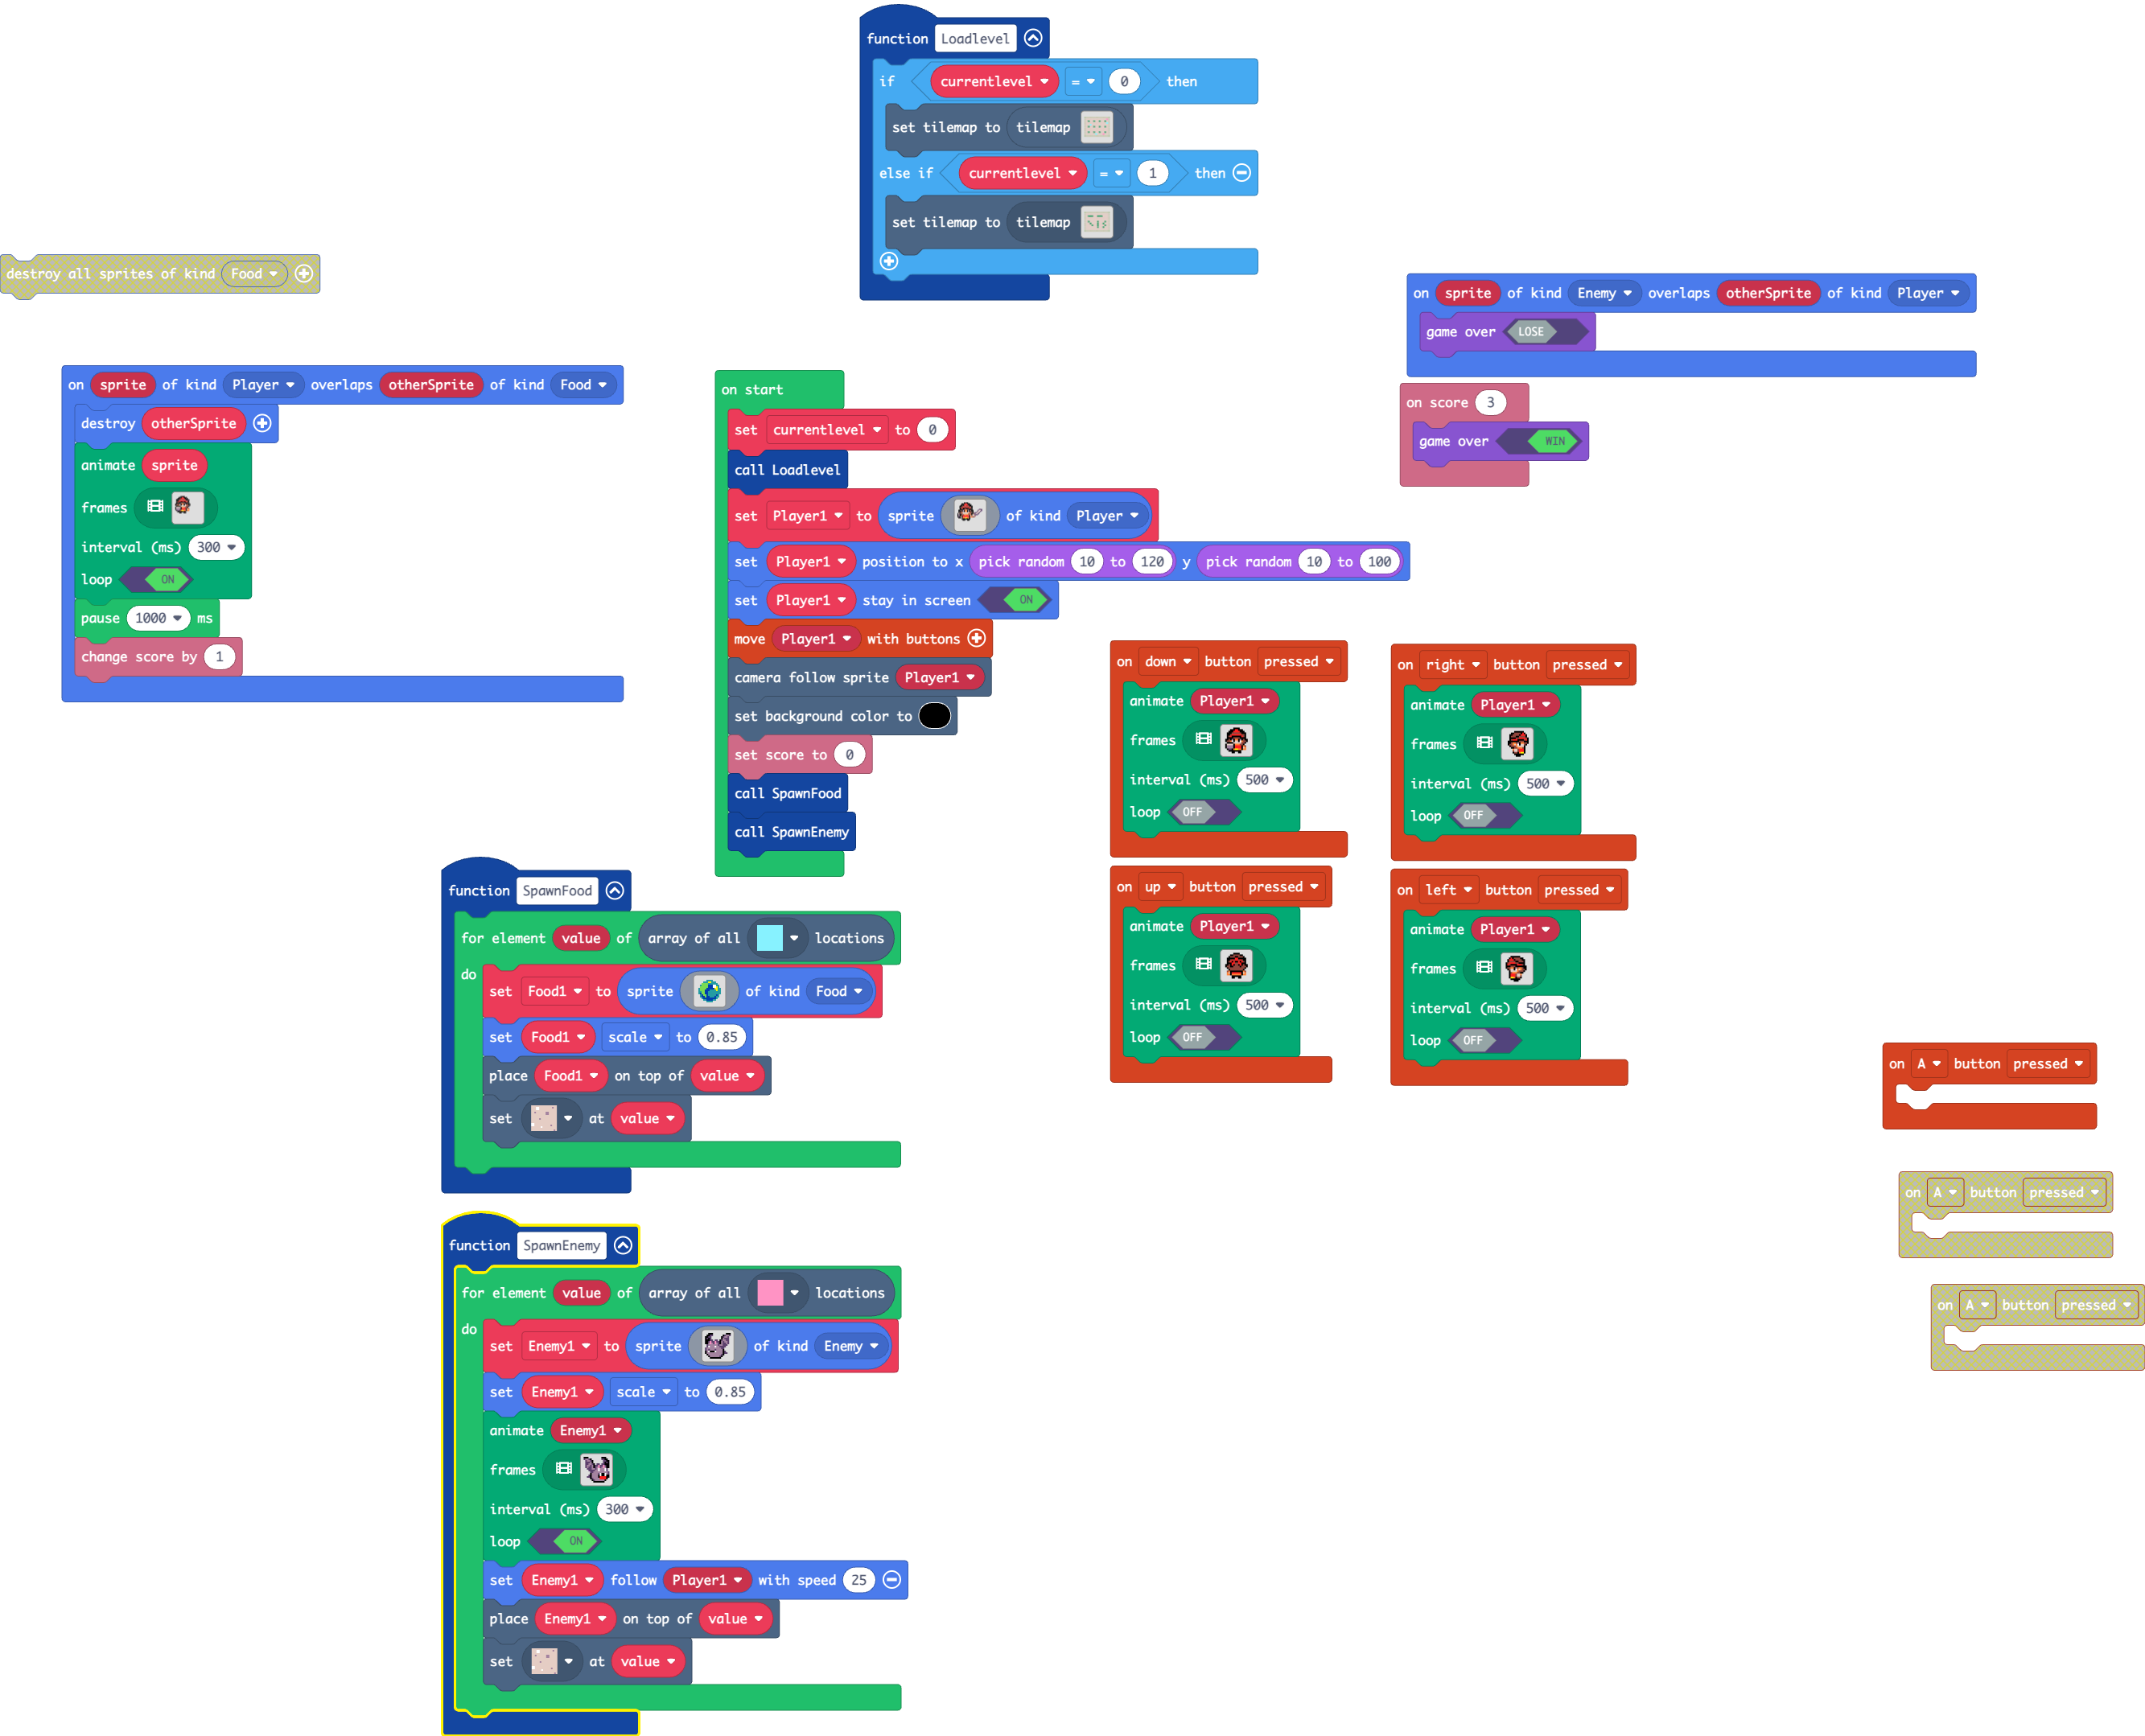 function Loadlevel
if currentlevel = 0 then
set tilemap to tilemap
else if currentlevel = 1 then
set tilemap to tilemap
destroy all sprites of kind Food
on sprite of kind Enemy overlaps otherSprite of kind Player
game over LOSE
on score 3
game over WIN
on sprite of kind Player overlaps otherSprite of kind Food
destroy otherSprite
animate sprite
frames
interval (ms) 300
loop ON
pause 1000 ms
change score by 1
on start
set currentlevel to 0
call Loadlevel
set Player1 to sprite of kind Player
set Player1 position to x pick random 10 to 120 y pick random 10 to 100
set Player1 stay in screen ON
move Player1 with buttons
camera follow sprite Player1
set background color to
set score to 0
call SpawnFood
call SpawnEnemy
on down button pressed
animate Player1
frames
interval (ms) 500
loop OFF
on right button pressed
animate Player1
frames
interval (ms) 500
loop OFF
on up button pressed
animate Player1
frames
interval (ms) 500
loop OFF
on left button pressed
animate Player1
frames
interval (ms) 500
loop OFF
function SpawnFood
for element value of array of all locations
do
set Food1 to sprite of kind Food
set Food1 scale to 0.85
place Food1 on top of value
set at value
on A button pressed
on A button pressed
on A button pressed
function SpawnEnemy
for element value of array of all locations
do
set Enemy1 to sprite of kind Enemy
set Enemy1 scale to 0.85
animate Enemy1
frames
interval (ms) 300
loop ON
set Enemy1 follow Player1 with speed 25
place Enemy1 on top of value
set at value